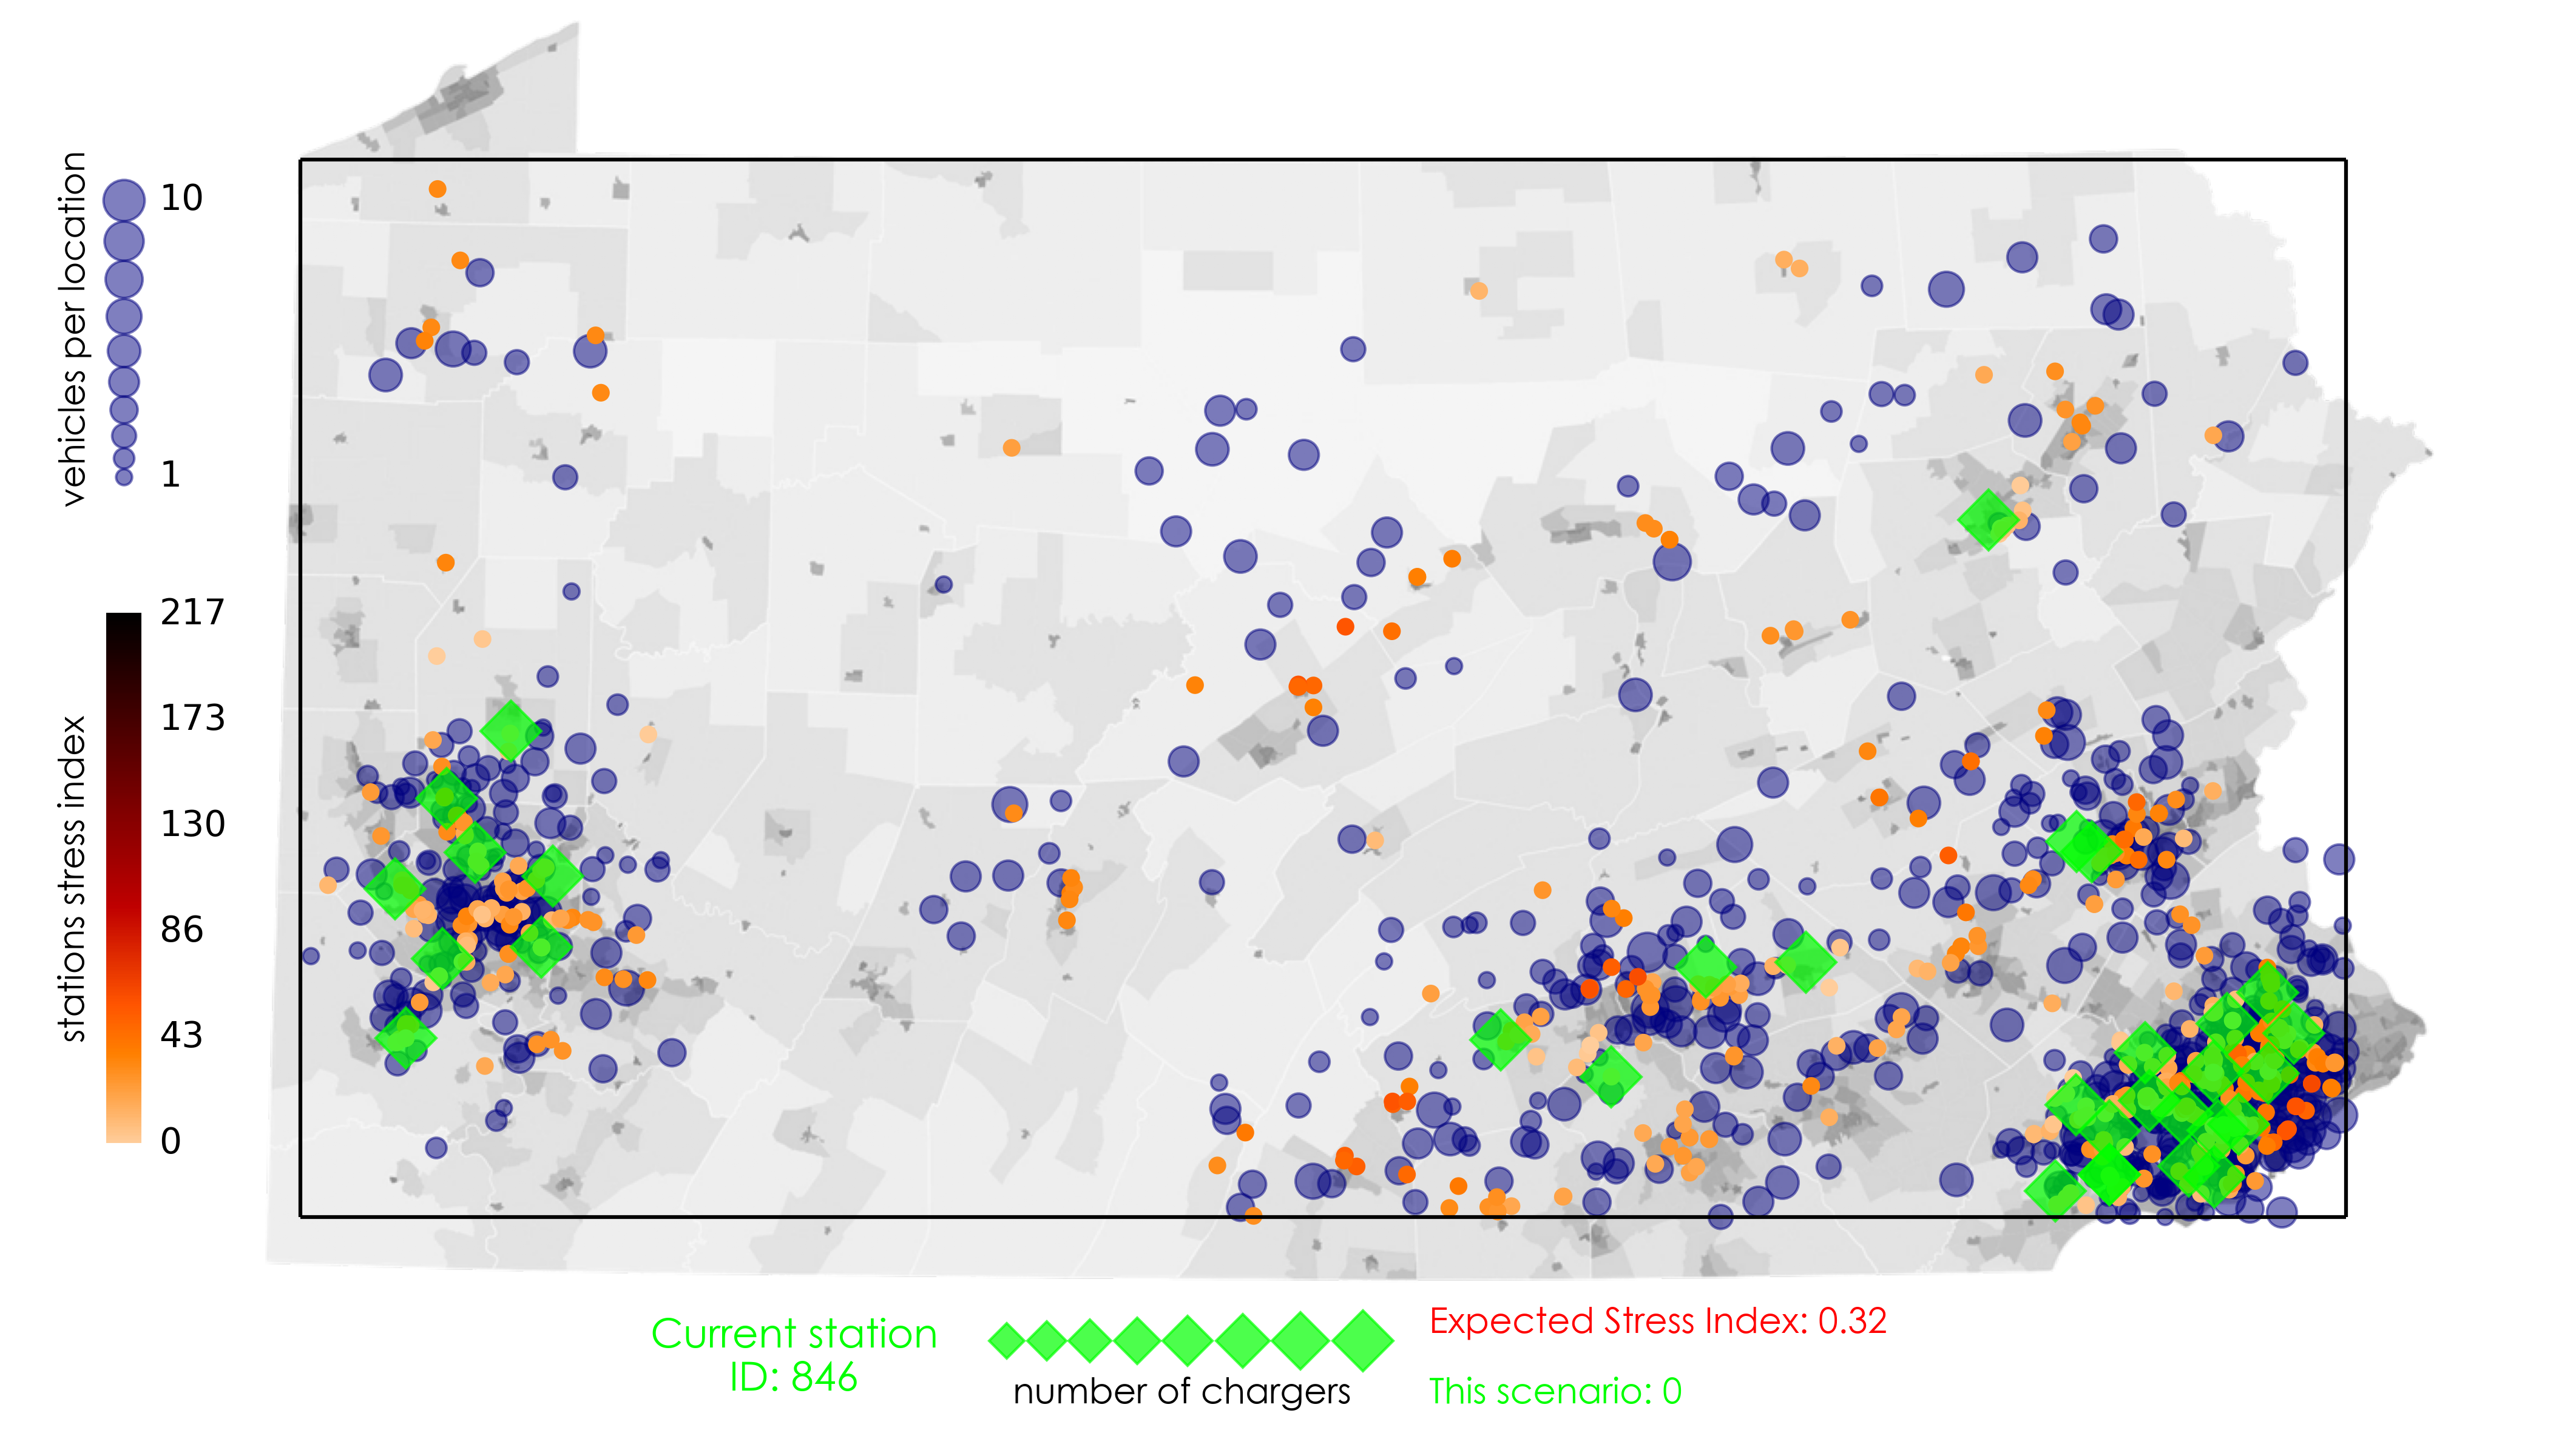 vehicles per location
10
1
stations stress index
217
173
130
86
43
0
Current station
ID: 846
number of chargers
Expected Stress Index: 0.32
This scenario: 0